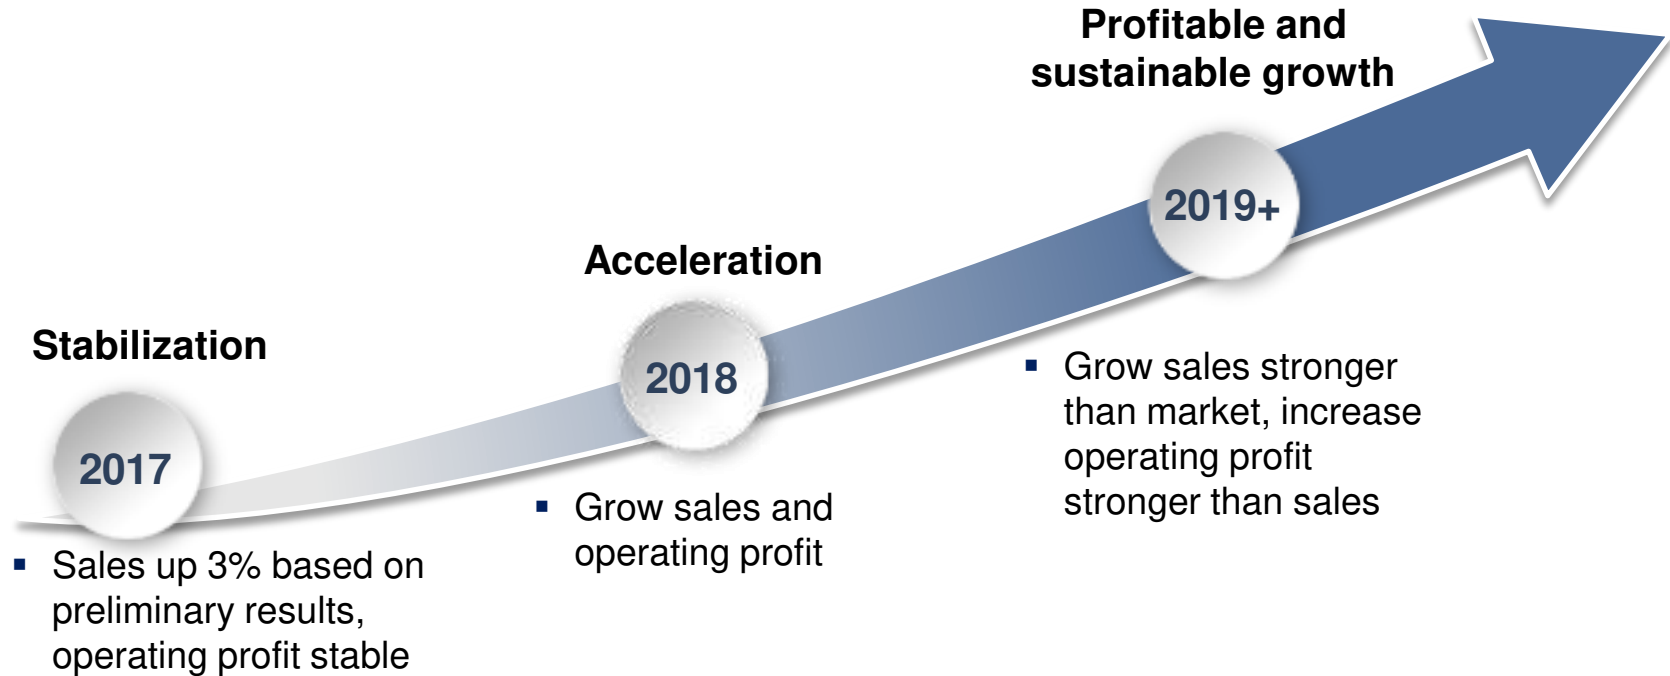 Stabilization
2017
▪ Sales up 3% based on
preliminary results,
operating profit stable
Acceleration
2018
▪ Grow sales and
operating profit
Profitable and
sustainable growth
2019+
▪ Grow sales stronger
than market, increase
operating profit
stronger than sales